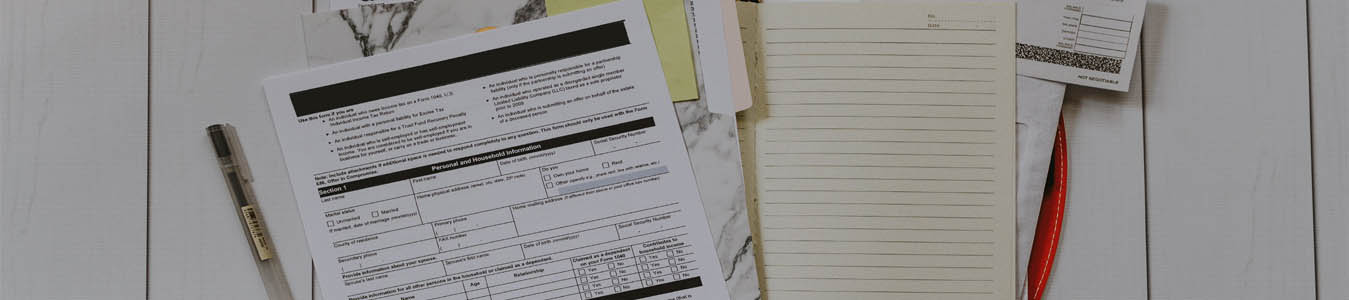 Use this form if you are
An individual who owes income tax on a Form 1040, U.S.
Individual Income Tax Return
An individual with a personal liability for Excise Tax
An individual responsible for a Trust Fund Recovery Penalty
An individual who is self-employed or has self-employment
income. You are considered to be self-employed if you are in
business for yourself, or carry on a trade or business.
An individual who is personally responsible for a partnership
liability (only if the partnership is submitting an offer)
An individual who operated as a disregarded single member
Limited Liability Company (LLC) taxed as a sole proprietor
prior to 2009
An individual who is submitting an offer on behalf of the estate
of a deceased person
Note: Include attachments if additional space is needed to respond completely to any question. This form should only be used with the Form
656, Offer in Compromise.
Section 1 Personal and Household Information
Last name First name Date of birth (mm/dd/yyyy) Social Security Number
Marital status
Unmarried Married
If married, date of marriage (mm/dd/yyyy)
Home physical address (street, city, state, ZIP code)
Do you
Own your home Rent
Other (specify e.g., share rent, live with relative, etc.)
County of residence Primary phone
Home mailing address (if different from above or post office box number)
Secondary phone FAX number
Provide information about your spouse.
Spouse's last name Spouse's first name Date of birth (mm/dd/yyyy) Social Security Number
Provide information for all other persons in the household or claimed as a dependent.
Name Age Relationship Claimed as a dependent
on your Form 1040 Contributes to
household income
Yes No Yes No
Yes No Yes No
Yes No Yes No
NOT NEGOTIABLE